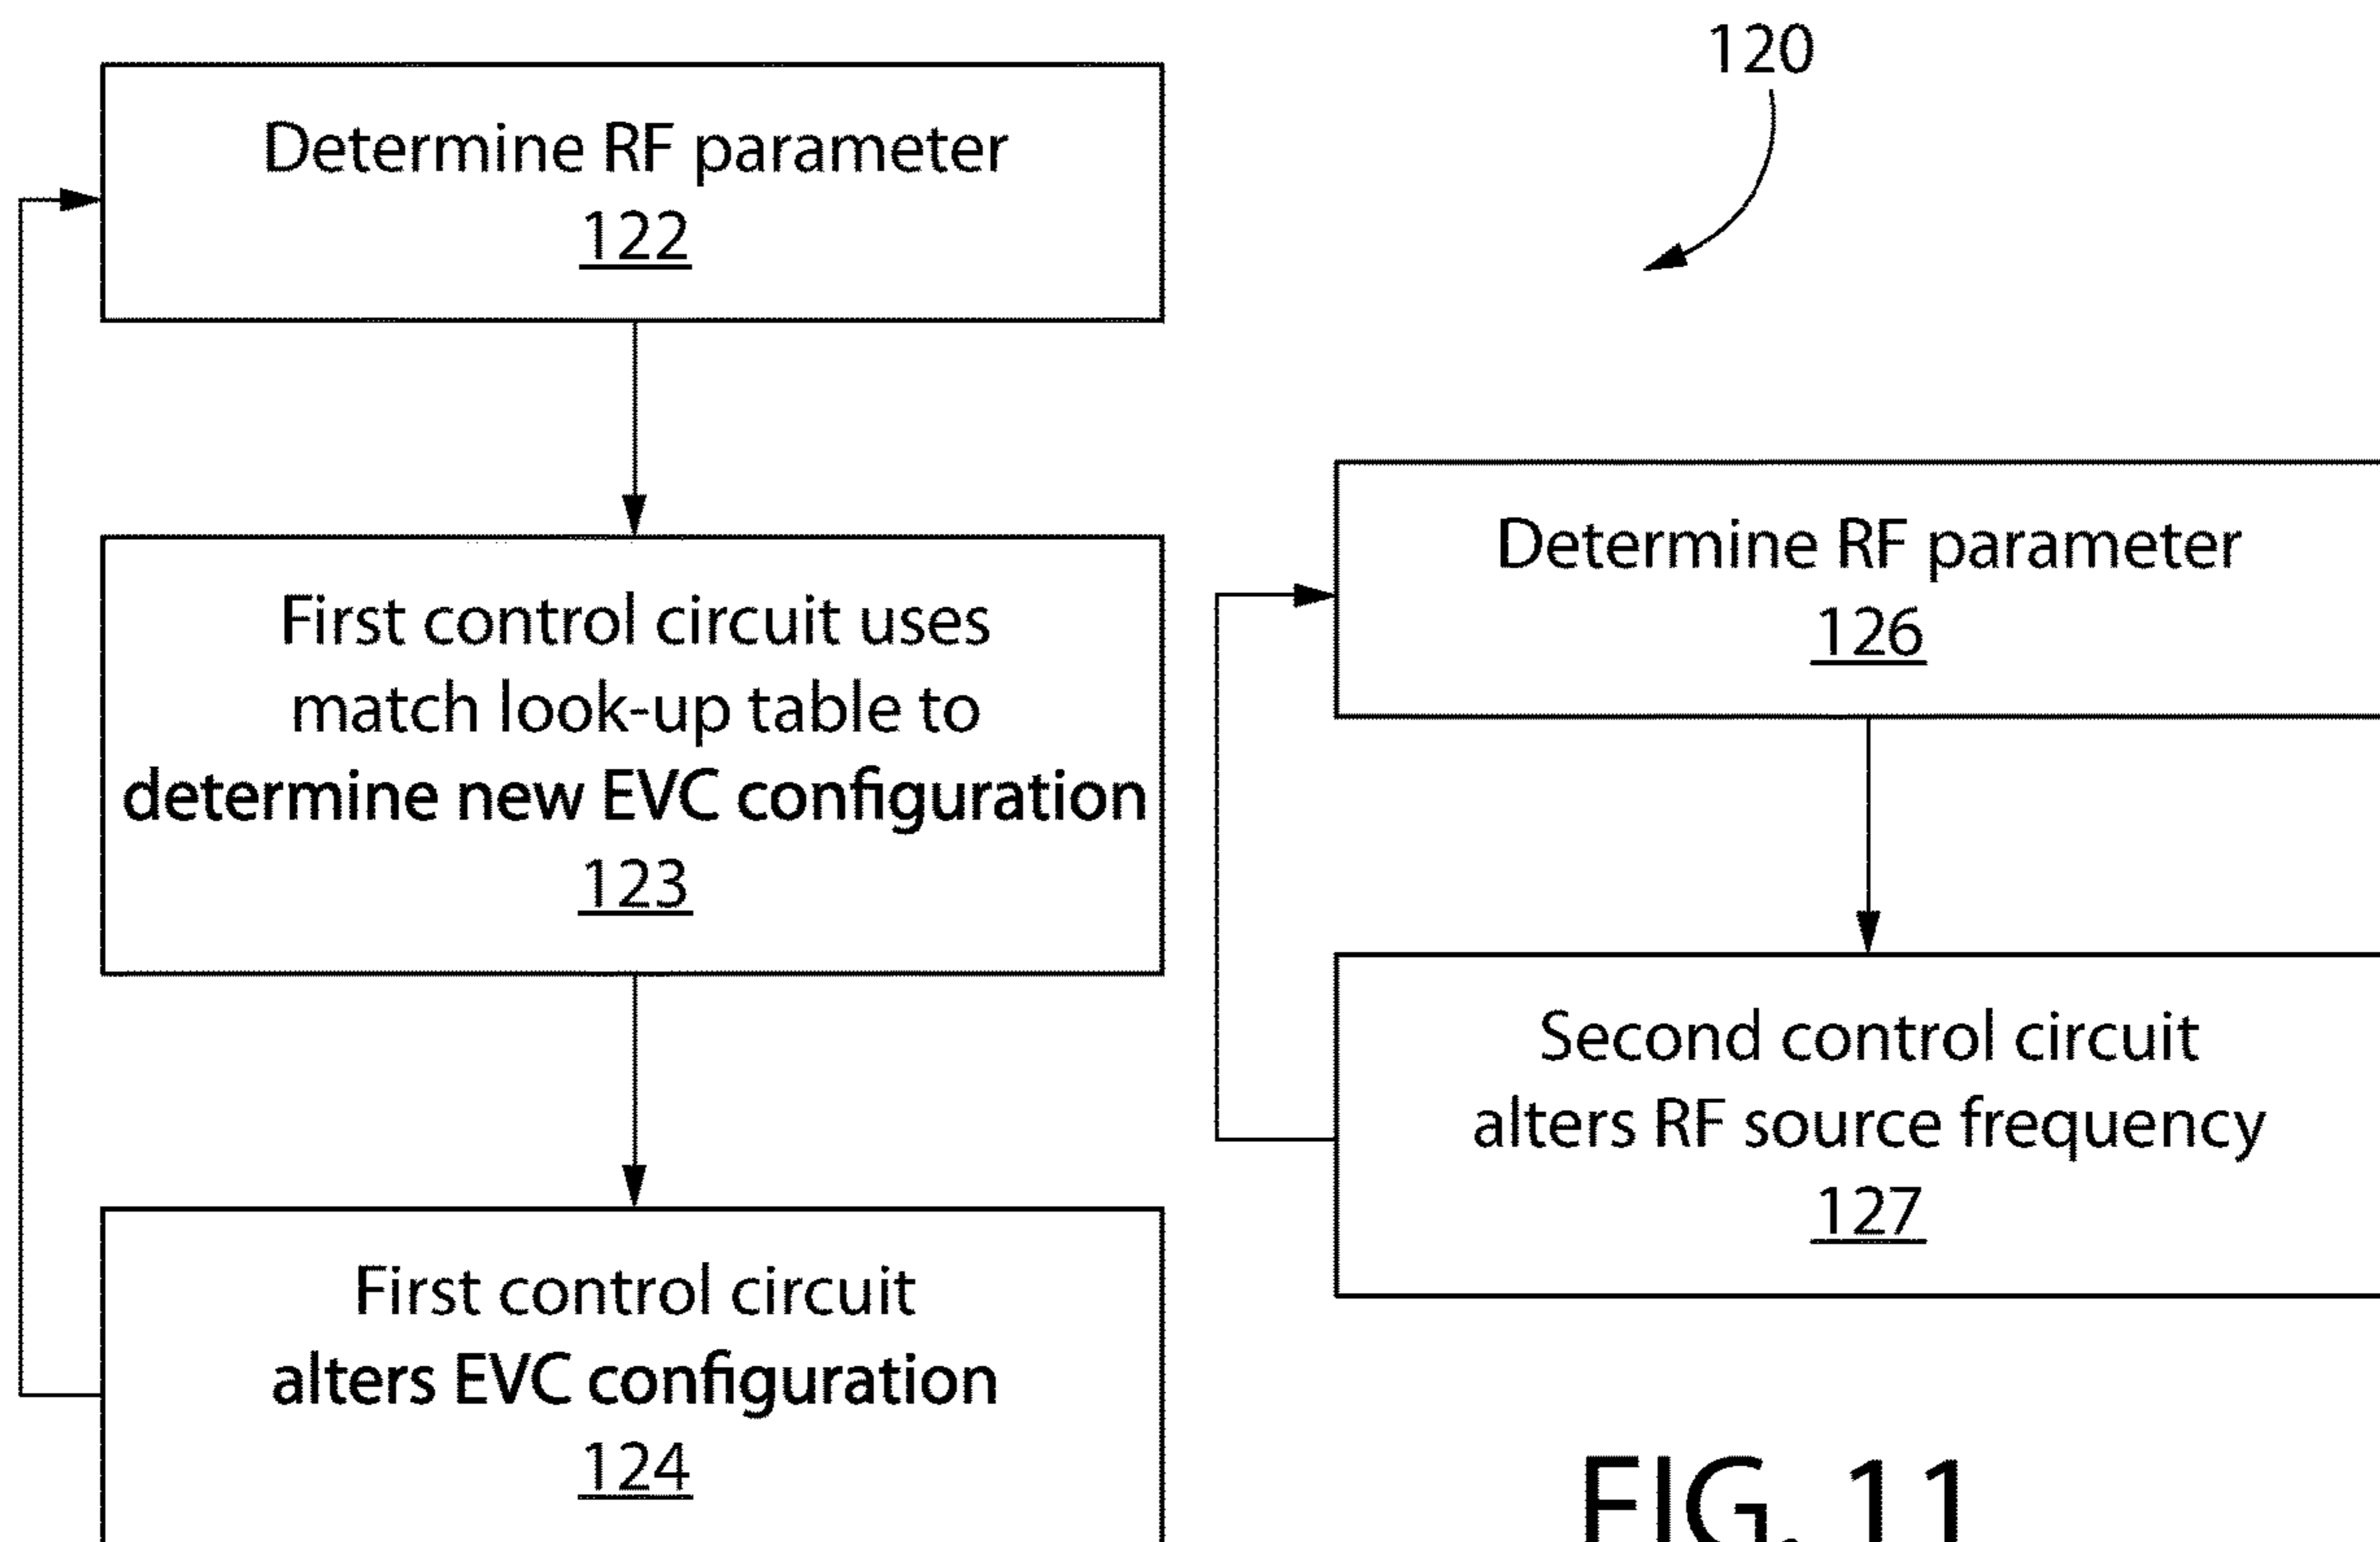 120
Determine RF parameter
122
First control circuit uses
match look-up table to
determine new EVC configuration
123
First control circuit
alters EVC configuration
124
Determine RF parameter
126
Second control circuit
alters RF source frequency
127
FIG. 11